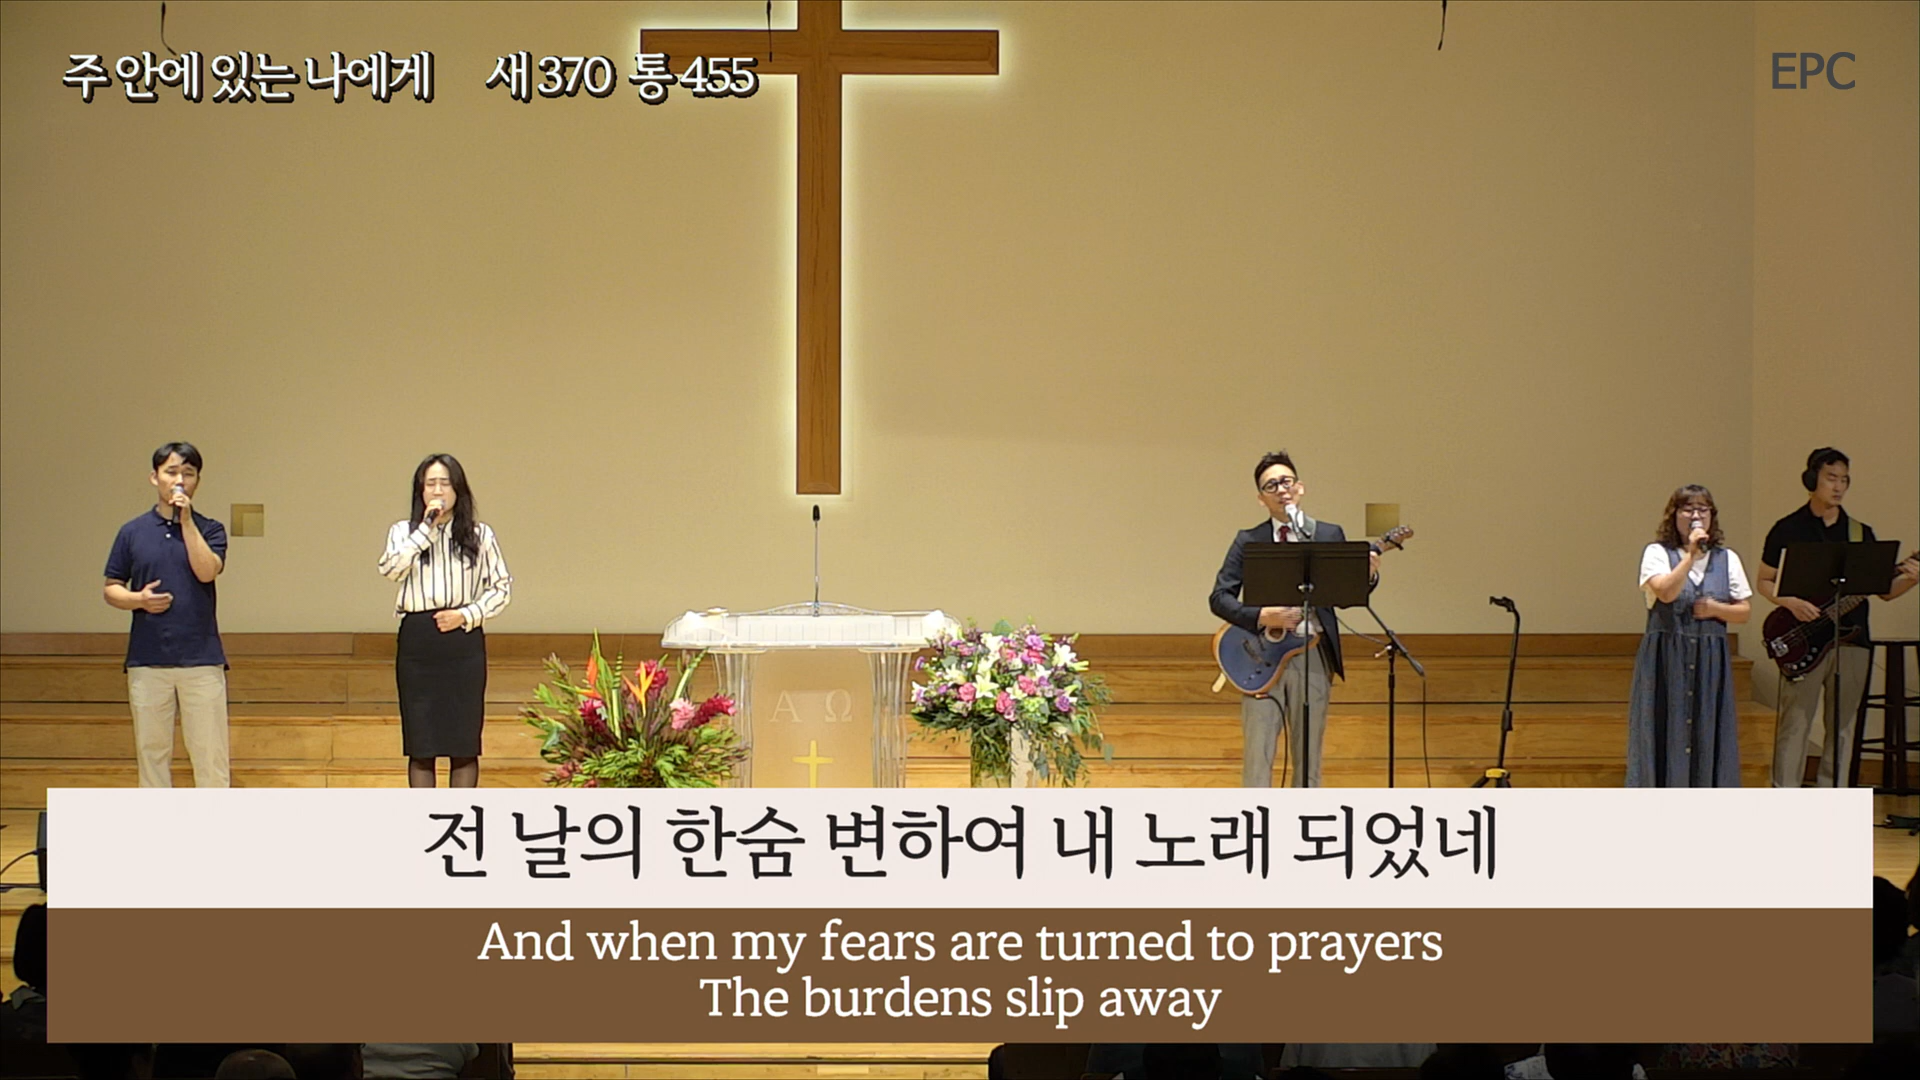 주 안에 있는 나에게 새 370 통 455
EPC
Α Ω
전 날의 한숨 변하여 내 노래 되었네
And when my fears are turned to prayers
The burdens slip away